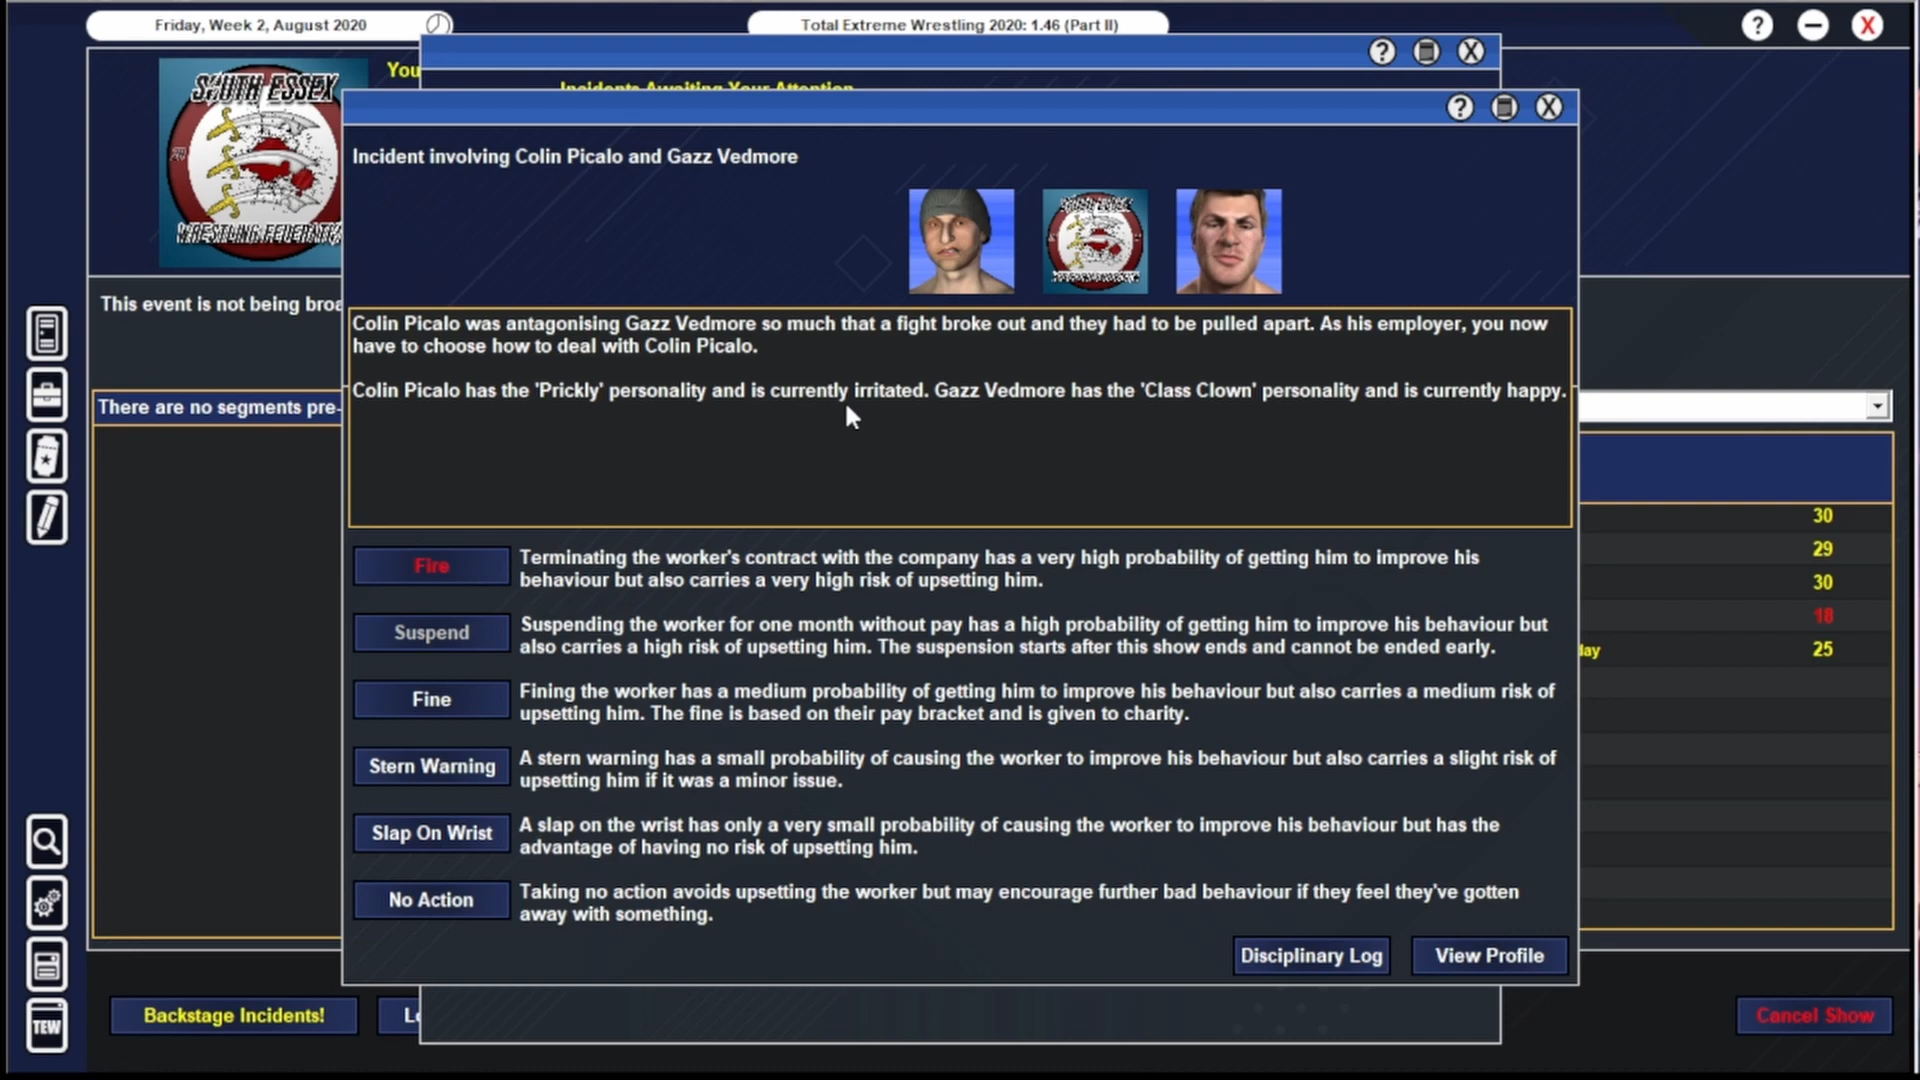 Friday, Week 2, August 2020
Total Extreme Wrestling 2020: 1.46 (Part II)
? – X
SOUTH ESSEX
WRESTLING FEDERATION
You
? X
Incidents Awaiting Your Attention
? X
Incident involving Colin Picalo and Gazz Vedmore
This event is not being broa
Colin Picalo was antagonising Gazz Vedmore so much that a fight broke out and they had to be pulled apart. As his employer, you now
have to choose how to deal with Colin Picalo.
Colin Picalo has the 'Prickly' personality and is currently irritated. Gazz Vedmore has the 'Class Clown' personality and is currently happy.
There are no segments pre-
Fire
Terminating the worker's contract with the company has a very high probability of getting him to improve his
behaviour but also carries a very high risk of upsetting him.
Suspend
Suspending the worker for one month without pay has a high probability of getting him to improve his behaviour but
also carries a high risk of upsetting him. The suspension starts after this show ends and cannot be ended early.
Fine
Fining the worker has a medium probability of getting him to improve his behaviour but also carries a medium risk of
upsetting him. The fine is based on their pay bracket and is given to charity.
Stern Warning
A stern warning has a small probability of causing the worker to improve his behaviour but also carries a slight risk of
upsetting him if it was a minor issue.
Slap On Wrist
A slap on the wrist has only a very small probability of causing the worker to improve his behaviour but has the
advantage of having no risk of upsetting him.
No Action
Taking no action avoids upsetting the worker but may encourage further bad behaviour if they feel they've gotten
away with something.
30
29
30
18
lay 25
Disciplinary Log
View Profile
Backstage Incidents!
Lo
Cancel Show
TEW